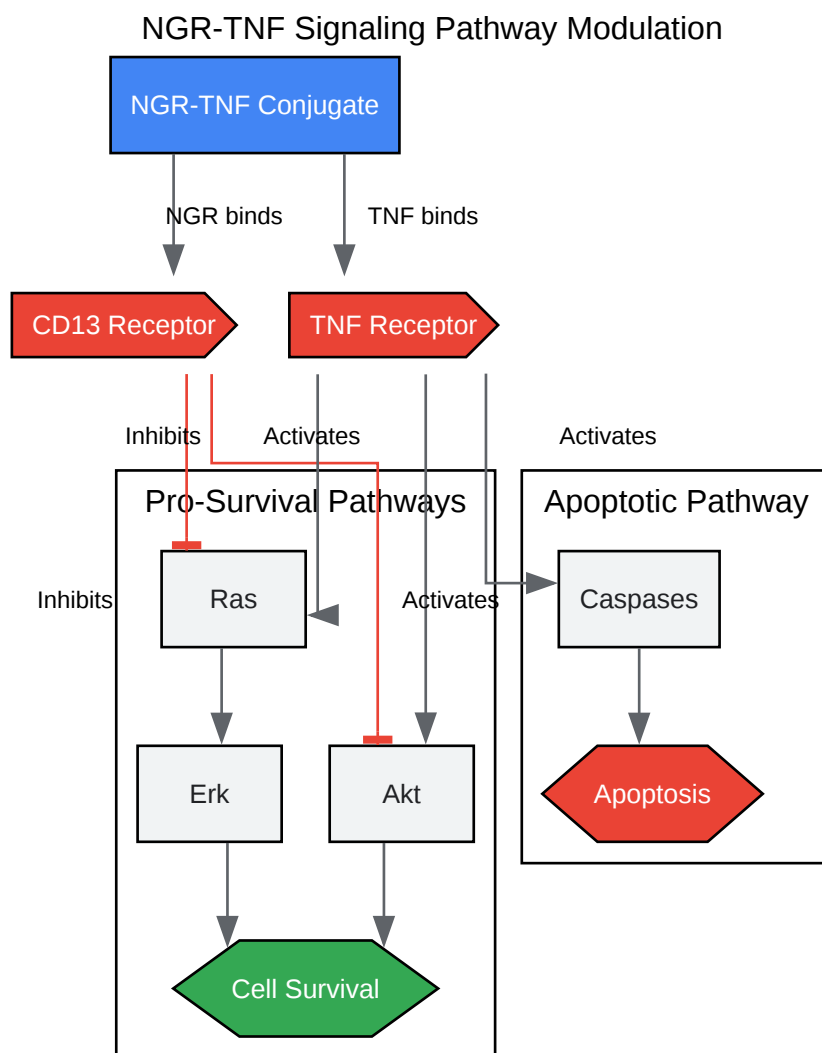 NGR-TNF Signaling Pathway Modulation
NGR-TNF Conjugate
NGR binds
TNF binds
CD13 Receptor
TNF Receptor
Inhibits
Activates
Activates
Pro-Survival Pathways
Apoptotic Pathway
Ras
Caspases
Inhibits
Activates
Erk
Akt
Apoptosis
Cell Survival